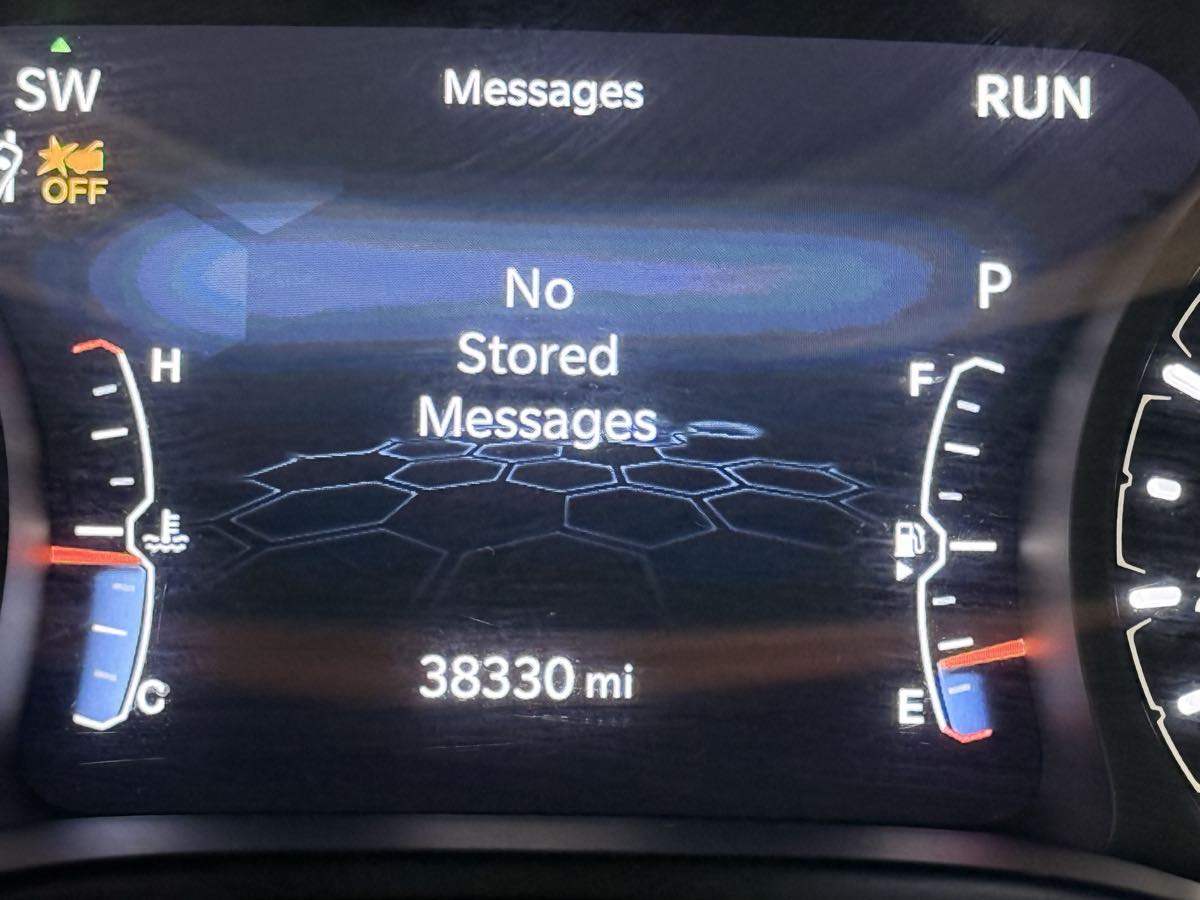 SW
Messages
RUN
OFF
No
P
Stored
Messages
H
F
C
E
38330 mi